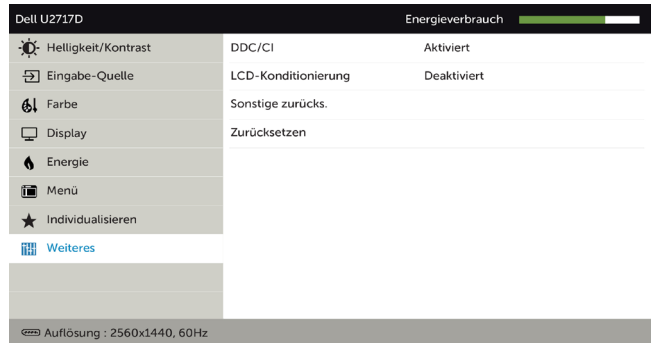 Dell U2717D Energieverbrauch
Helligkeit/Kontrast DDC/CI Aktiviert
Eingabe-Quelle LCD-Konditionierung Deaktiviert
Farbe Sonstige zurücks.
Display Zurücksetzen
Energie
Menü
Individualisieren
Weiteres
Auflösung : 2560x1440, 60Hz